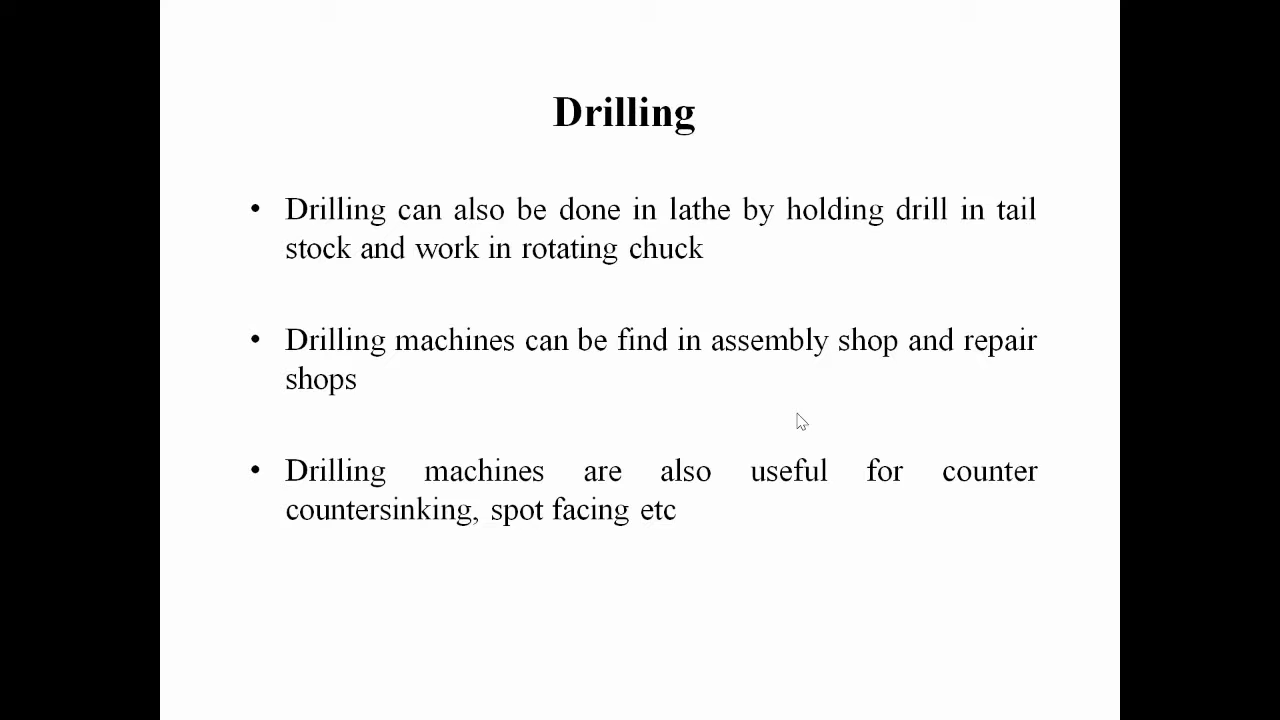 Drilling
• Drilling can also be done in lathe by holding drill in tail
stock and work in rotating chuck
• Drilling machines can be find in assembly shop and repair
shops
• Drilling machines are also useful for counter
countersinking, spot facing etc